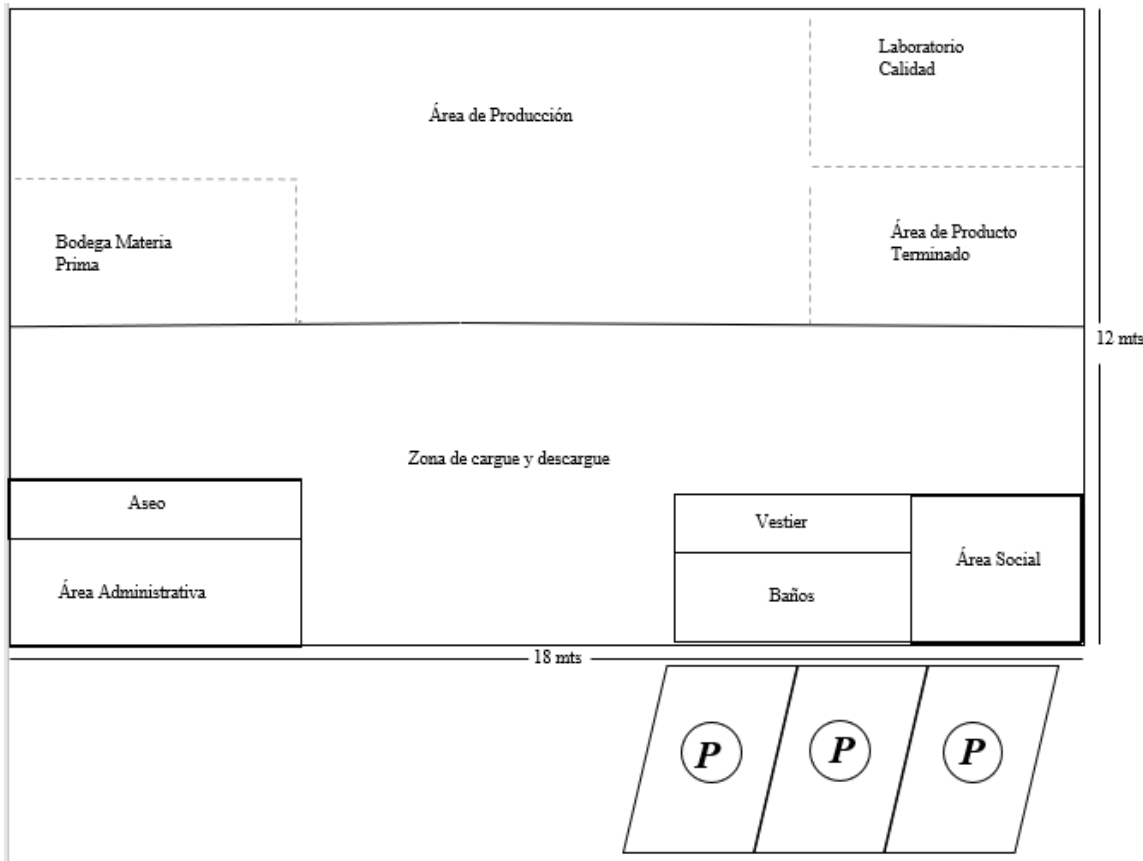 Laboratorio
Calidad
Área de Producción
Bodega Materia
Prima
Área de Producto
Terminado
12 mts
Zona de cargue y descargue
Aseo
Vestier
Área Social
Área Administrativa
Baños
18 mts
P
P
P